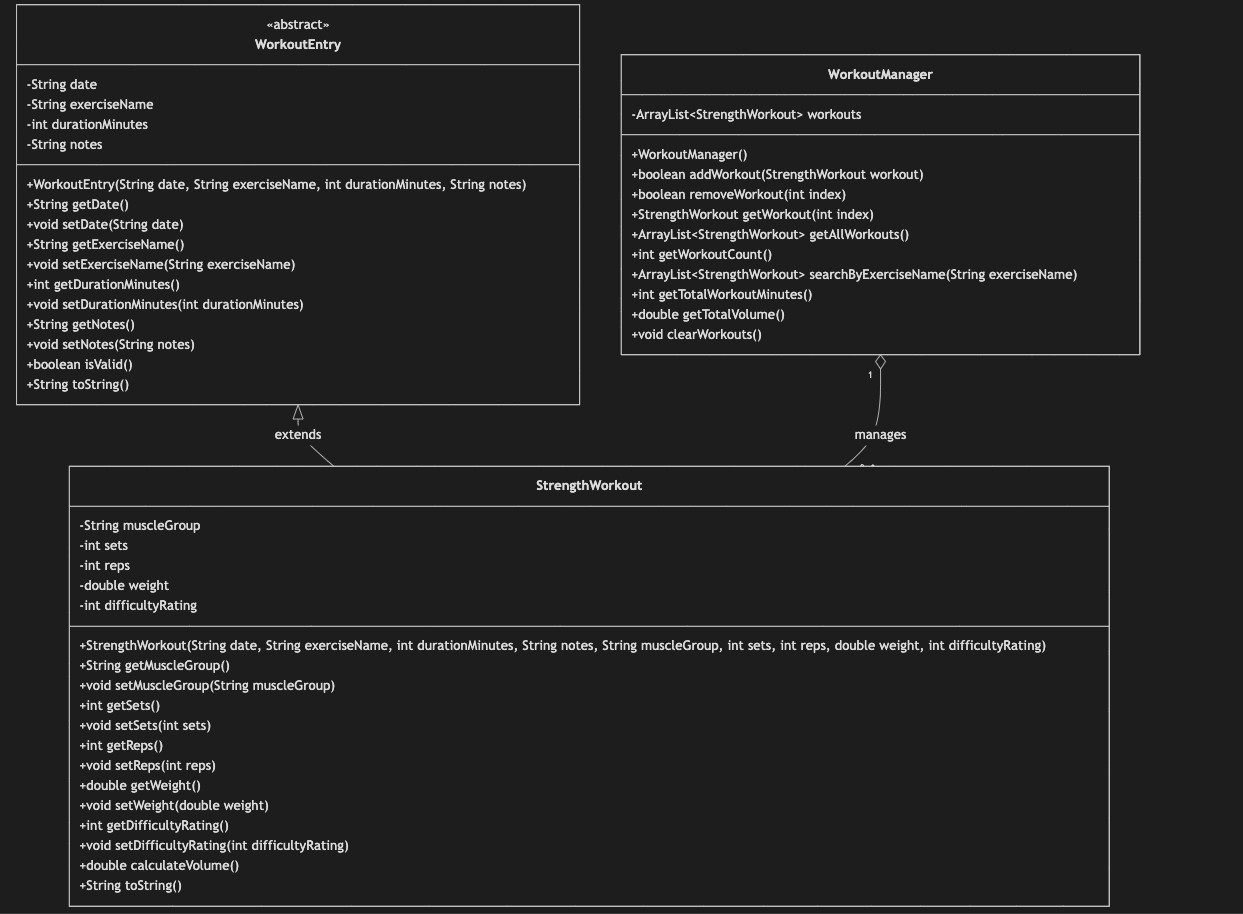 «abstract»
WorkoutEntry
-String date
-String exerciseName
-int durationMinutes
-String notes
+WorkoutEntry(String date, String exerciseName, int durationMinutes, String notes)
+String getDate()
+void setDate(String date)
+String getExerciseName()
+void setExerciseName(String exerciseName)
+int getDurationMinutes()
+void setDurationMinutes(int durationMinutes)
+String getNotes()
+void setNotes(String notes)
+boolean isValid()
+String toString()
WorkoutManager
-ArrayList<StrengthWorkout> workouts
+WorkoutManager()
+boolean addWorkout(StrengthWorkout workout)
+boolean removeWorkout(int index)
+StrengthWorkout getWorkout(int index)
+ArrayList<StrengthWorkout> getAllWorkouts()
+int getWorkoutCount()
+ArrayList<StrengthWorkout> searchByExerciseName(String exerciseName)
+int getTotalWorkoutMinutes()
+double getTotalVolume()
+void clearWorkouts()
1
extends
manages
StrengthWorkout
-String muscleGroup
-int sets
-int reps
-double weight
-int difficultyRating
+StrengthWorkout(String date, String exerciseName, int durationMinutes, String notes, String muscleGroup, int sets, int reps, double weight, int difficultyRating)
+String getMuscleGroup()
+void setMuscleGroup(String muscleGroup)
+int getSets()
+void setSets(int sets)
+int getReps()
+void setReps(int reps)
+double getWeight()
+void setWeight(double weight)
+int getDifficultyRating()
+void setDifficultyRating(int difficultyRating)
+double calculateVolume()
+String toString()